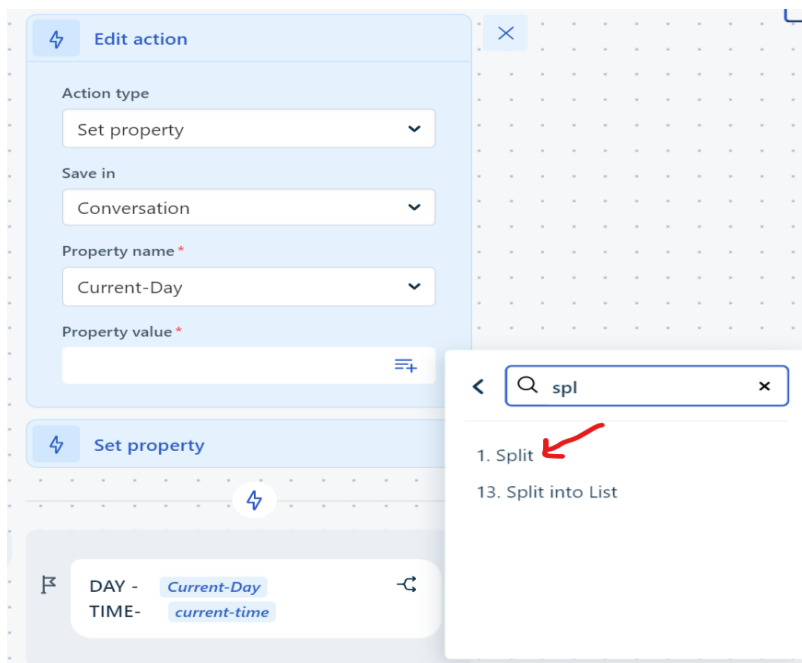 Edit action
Action type
Set property
Save in
Conversation
Property name *
Current-Day
Property value *
spl
1. Split
13. Split into List
Set property
DAY - Current-Day
TIME- current-time